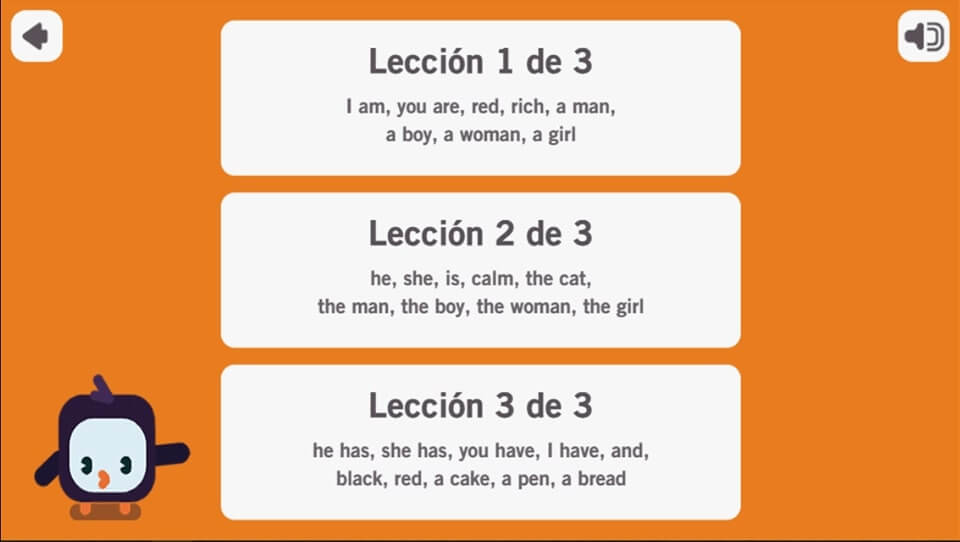 Lección 1 de 3
I am, you are, red, rich, a man,
a boy, a woman, a girl
Lección 2 de 3
he, she, is, calm, the cat,
the man, the boy, the woman, the girl
Lección 3 de 3
he has, she has, you have, I have, and,
black, red, a cake, a pen, a bread